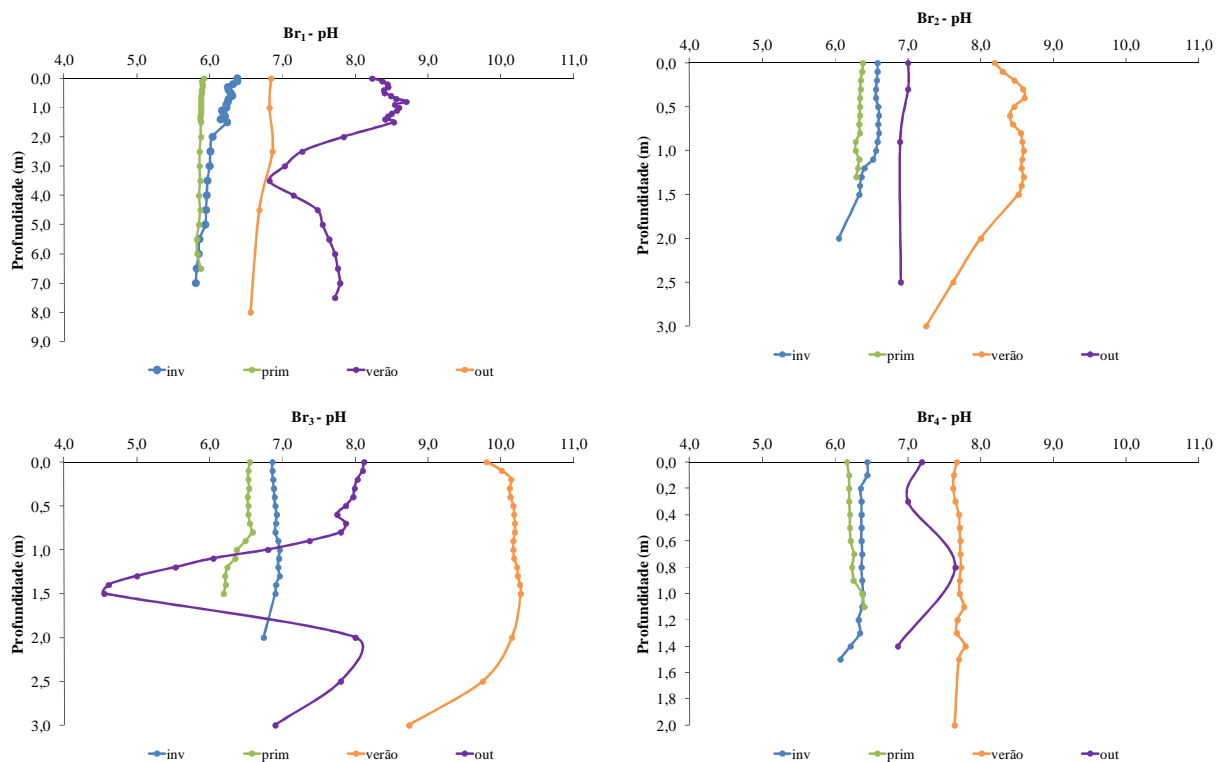 Br₁ - pH
4,0 5,0 6,0 7,0 8,0 9,0 10,0 11,0
0,0
1,0
2,0
3,0
4,0
5,0
6,0
7,0
8,0
9,0
Profundidade (m)
inv prim verão out
Br₂ - pH
4,0 5,0 6,0 7,0 8,0 9,0 10,0 11,0
0,0
0,5
1,0
1,5
2,0
2,5
3,0
Profundidade (m)
inv prim verão out
Br₃ - pH
4,0 5,0 6,0 7,0 8,0 9,0 10,0 11,0
0,0
0,5
1,0
1,5
2,0
2,5
3,0
Profundidade (m)
inv prim verão out
Br₄ - pH
4,0 5,0 6,0 7,0 8,0 9,0 10,0 11,0
0,0
0,2
0,4
0,6
0,8
1,0
1,2
1,4
1,6
1,8
2,0
Profundidade (m)
inv prim verão out